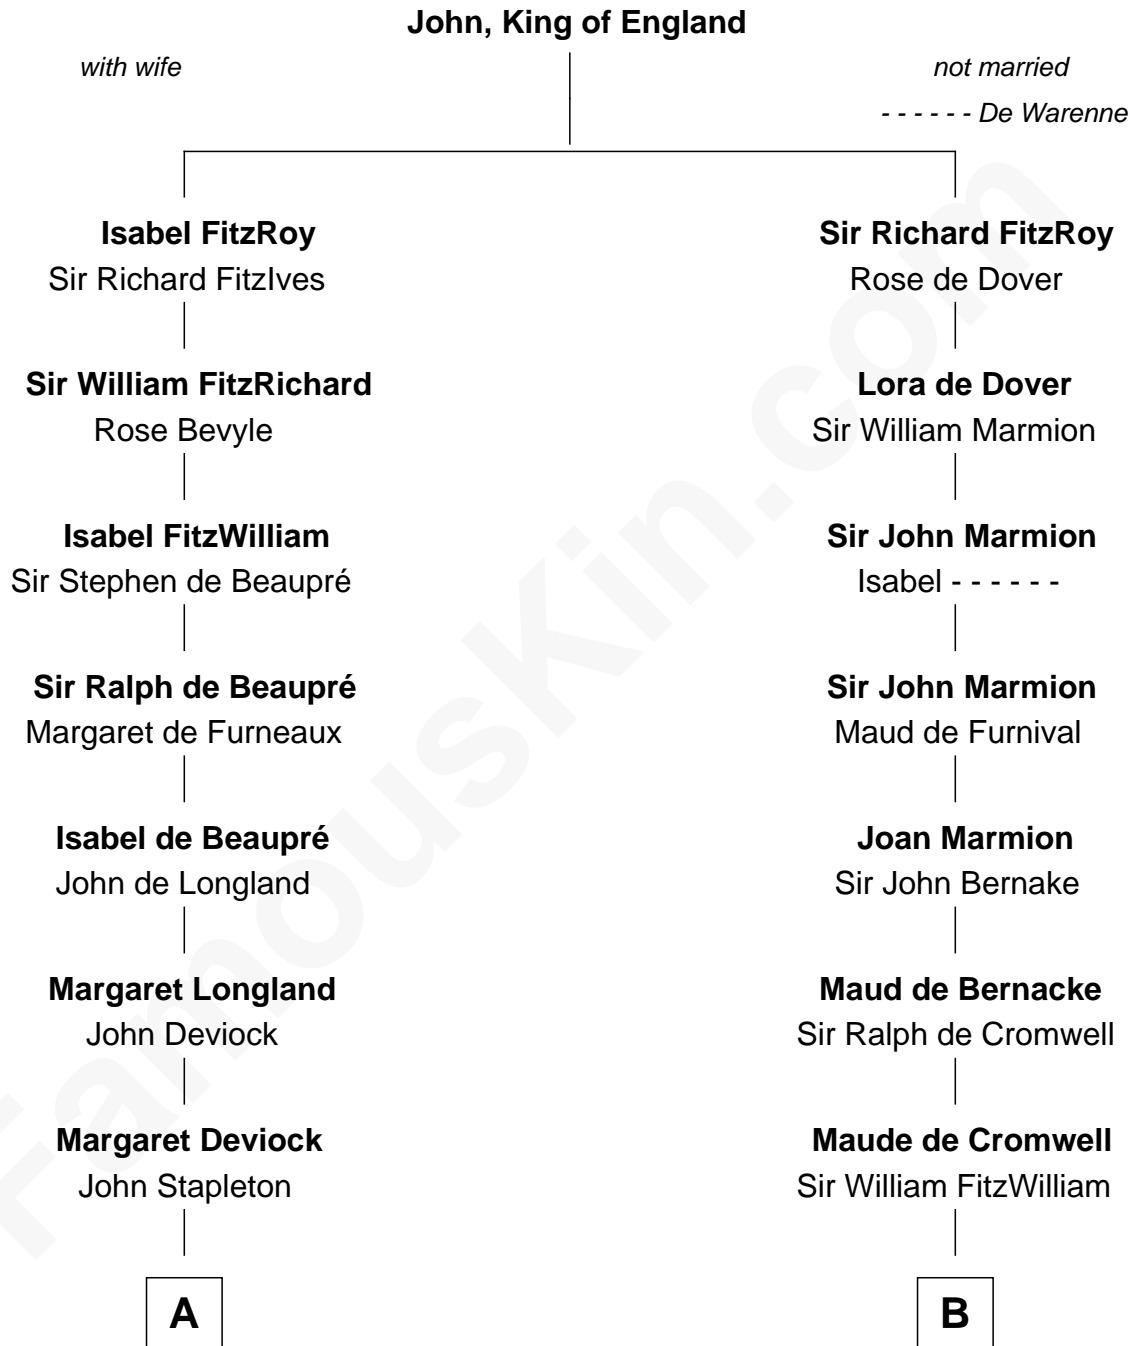 John, King of England
with wife
not married
- - - - - - De Warenne
Isabel FitzRoy
Sir Richard FitzIves
Sir Richard FitzRoy
Rose de Dover
Sir William FitzRichard
Rose Bevyle
Lora de Dover
Sir William Marmion
Isabel FitzWilliam
Sir Stephen de Beaupré
Sir John Marmion
Isabel - - - - - -
Sir Ralph de Beaupré
Margaret de Furneaux
Sir John Marmion
Maud de Furnival
Isabel de Beaupré
John de Longland
Joan Marmion
Sir John Bernake
Margaret Longland
John Deviock
Maud de Bernacke
Sir Ralph de Cromwell
Margaret Deviock
John Stapleton
Maude de Cromwell
Sir William FitzWilliam
A
B
FamousKin.com